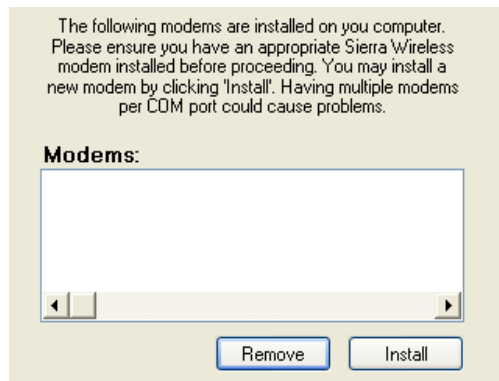 The following modems are installed on you computer.
Please ensure you have an appropriate Sierra Wireless
modem installed before proceeding. You may install a
new modem by clicking 'Install'. Having multiple modems
per COM port could cause problems.
Modems:
Remove Install